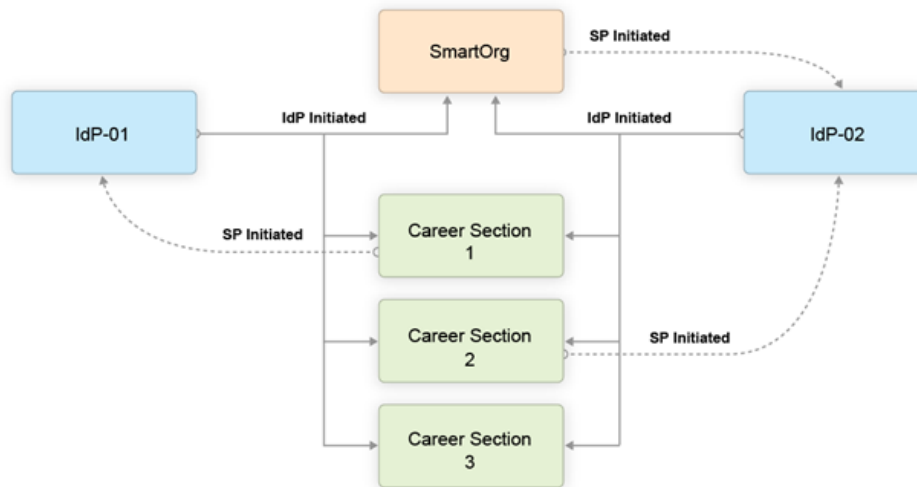 SmartOrg
SP Initiated
IdP-01
IdP Initiated
IdP Initiated
IdP-02
Career Section
1
SP Initiated
Career Section
2
SP Initiated
Career Section
3